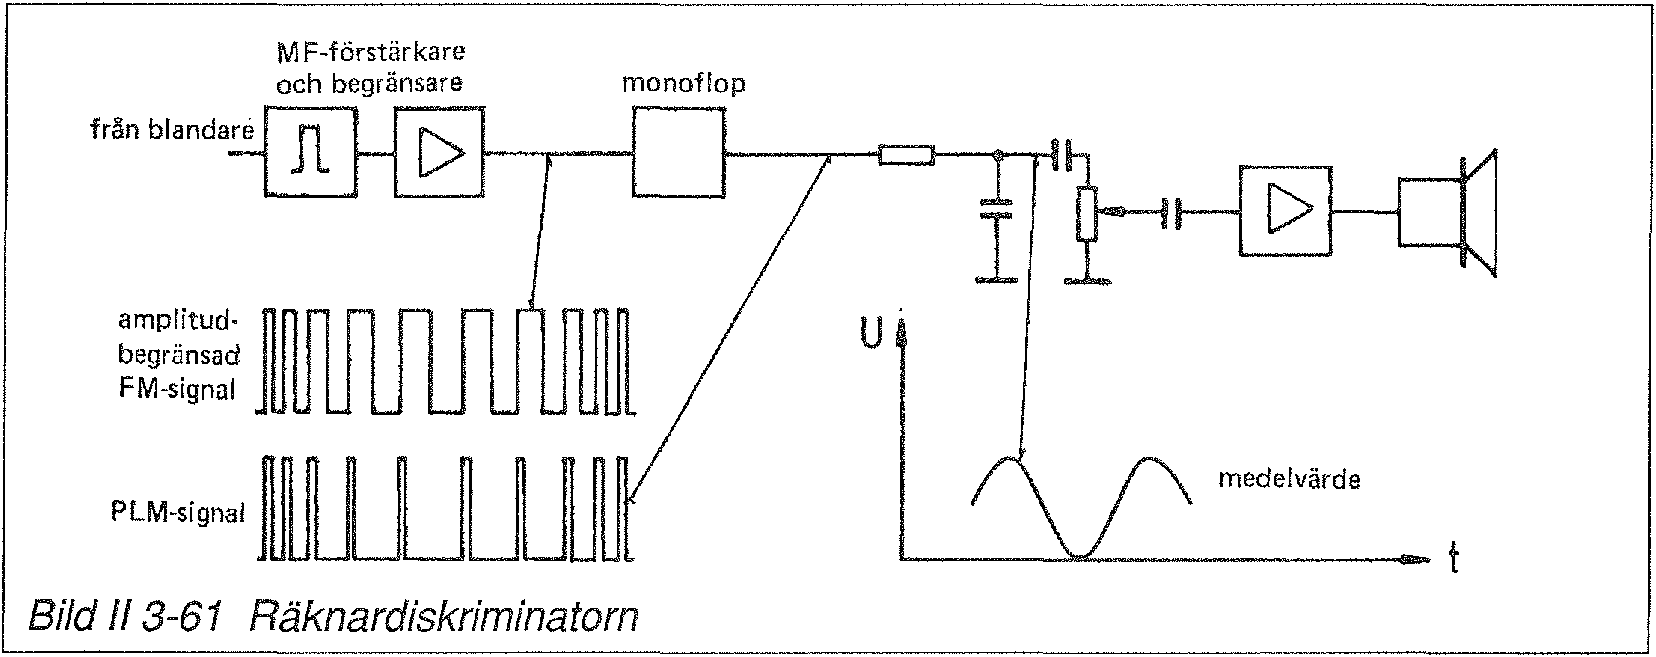 MF-förstärkare
och begränsare
monoflop
från blandare
amplitud-
begränsad
FM-signal
U
PLM-signal
medelvärde
t
Bild II 3-61 Räknardiskriminatorn